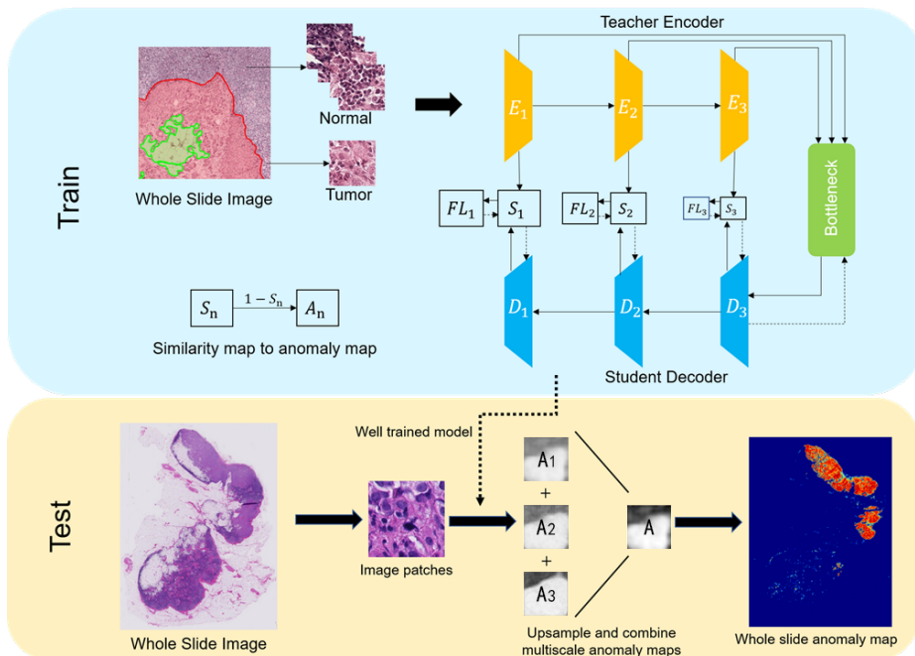 Train
Teacher Encoder
Normal
Tumor
Whole Slide Image
E₁
E₂
E₃
FL₁
S₁
FL₂
S₂
FL₃
S₃
Bottleneck
D₁
D₂
D₃
Student Decoder
Sₙ
1 − Sₙ
Aₙ
Similarity map to anomaly map
Test
Well trained model
Whole Slide Image
Image patches
A1
+
A2
+
A3
A
Upsample and combine
multiscale anomaly maps
Whole slide anomaly map